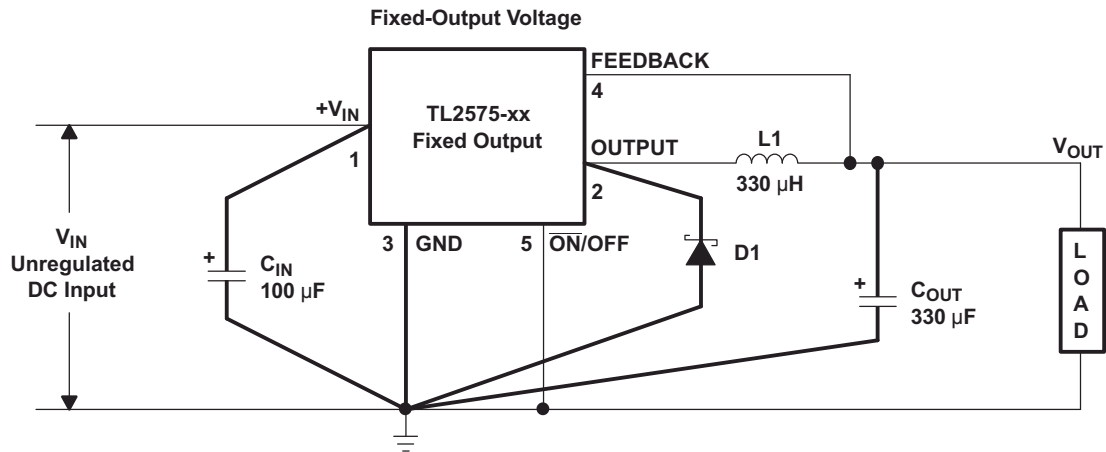 Fixed-Output Voltage
FEEDBACK
4
+VIN
1
TL2575-xx
Fixed Output
OUTPUT
2
L1
330 µH
VOUT
3 GND
5 ON/OFF
D1
VIN
Unregulated
DC Input
+
CIN
100 µF
+
COUT
330 µF
L
O
A
D